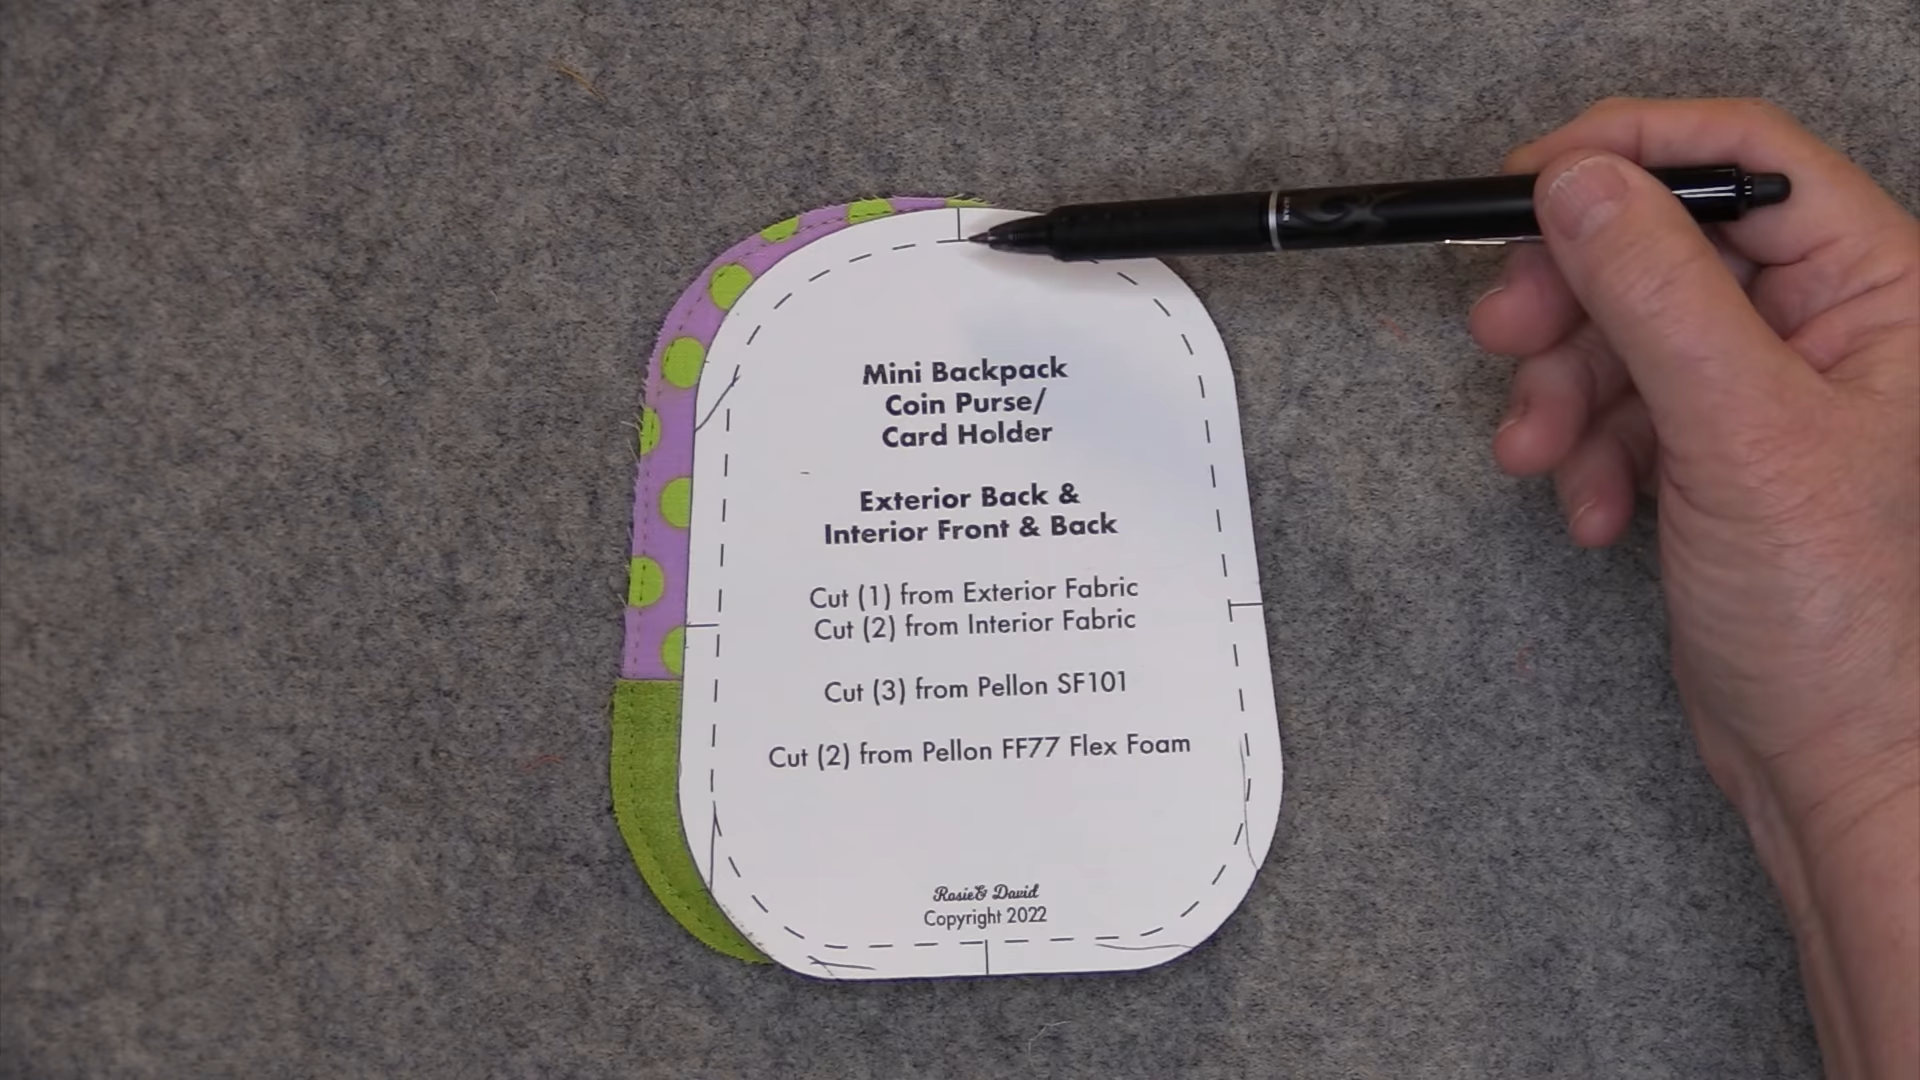 Mini Backpack
Coin Purse/
Card Holder
Exterior Back &
Interior Front & Back
Cut (1) from Exterior Fabric
Cut (2) from Interior Fabric
Cut (3) from Pellon SF101
Cut (2) from Pellon FF77 Flex Foam
Rosie & David
Copyright 2022